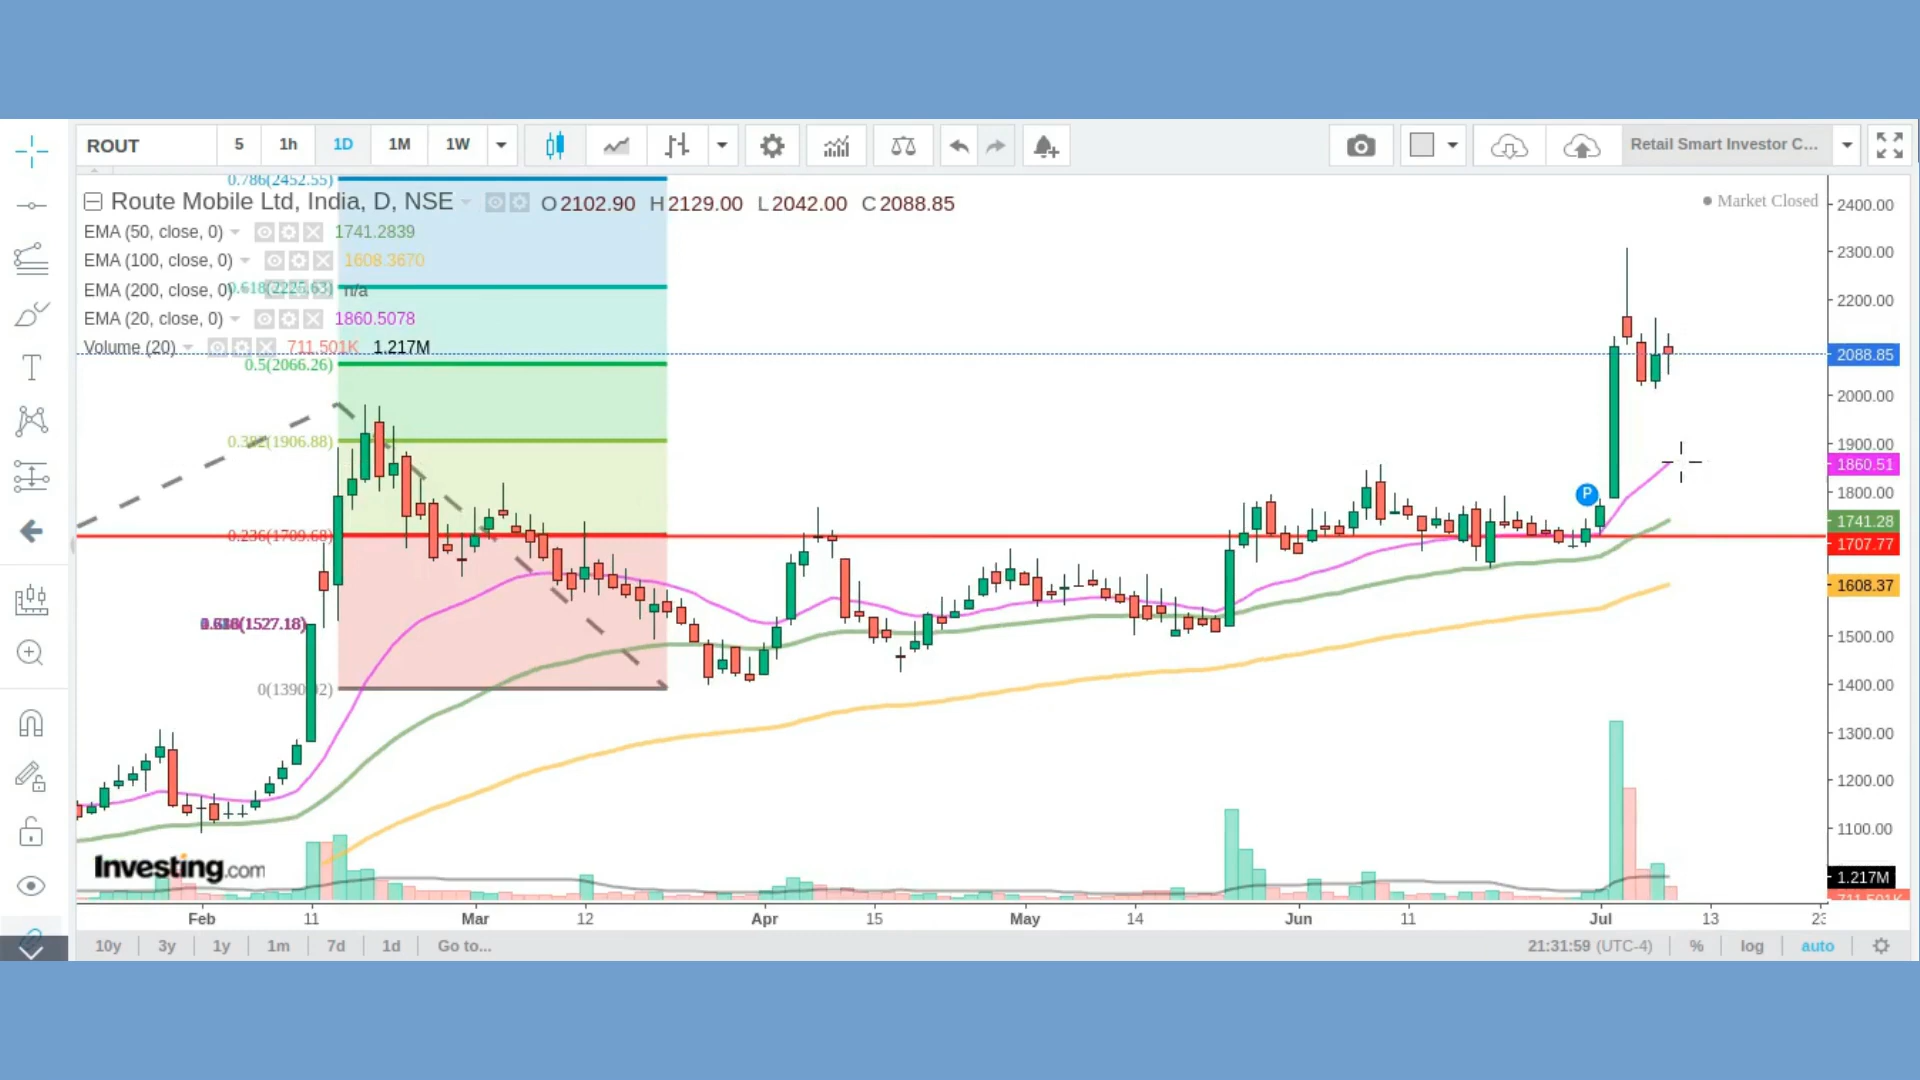 ROUT 5 1h 1D 1M 1W Retail Smart Investor C...
0.786(2452.55)
Route Mobile Ltd, India, D, NSE O 2102.90 H 2129.00 L 2042.00 C 2088.85
Market Closed
EMA (50, close, 0) 1741.2839
EMA (100, close, 0) 1608.3670
EMA (200, close, 0) 0.618(2225.63) n/a
EMA (20, close, 0) 1860.5078
Volume (20) 711.501K 1.217M
0.5(2066.26)
0.382(1906.88)
0.236(1709.68)
(1527.18)
0(1390.02)
P
2400.00
2300.00
2200.00
2088.85
2000.00
1900.00
1860.51
1800.00
1741.28
1707.77
1608.37
1500.00
1400.00
1300.00
1200.00
1100.00
1.217M
711.501K
Investing.com
Feb 11 Mar 12 Apr 15 May 14 Jun 11 Jul 13
10y 3y 1y 1m 7d 1d Go to... 21:31:59 (UTC-4) % log auto